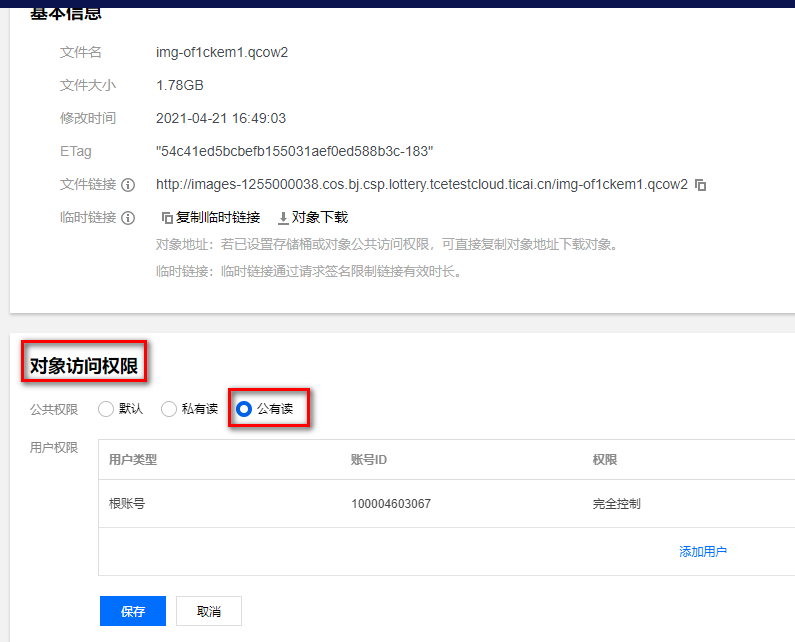 基本信息
文件名 img-of1ckem1.qcow2
文件大小 1.78GB
修改时间 2021-04-21 16:49:03
ETag "54c41ed5bcbefb155031aef0ed588b3c-183"
文件链接 http://images-1255000038.cos.bj.csp.lottery.tcetestcloud.ticai.cn/img-of1ckem1.qcow2
临时链接 复制临时链接 对象下载
对象地址：若已设置存储桶或对象公共访问权限，可直接复制对象地址下载对象。
临时链接：临时链接通过请求签名限制链接有效时长。
对象访问权限
公共权限 默认 私有读 公有读
用户权限
用户类型 账号ID 权限
根账号 100004603067 完全控制
添加用户
保存 取消